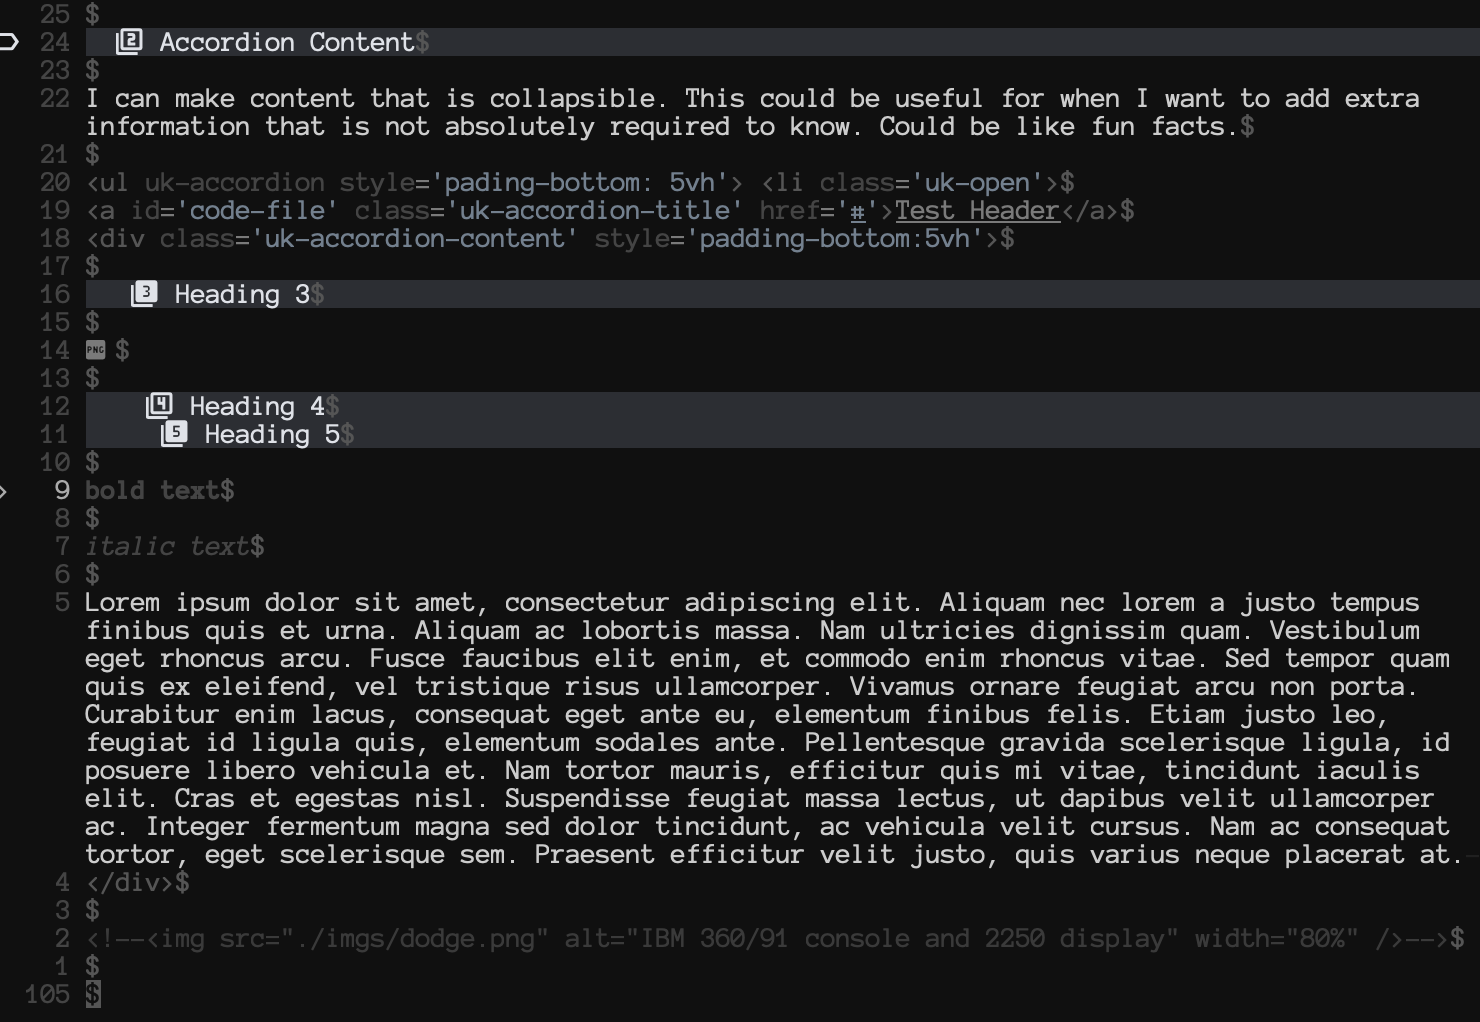 25 $
24 2 Accordion Content$
23 $
22 I can make content that is collapsible. This could be useful for when I want to add extra
information that is not absolutely required to know. Could be like fun facts.$
21 $
20 <ul uk-accordion style='pading-bottom: 5vh'> <li class='uk-open'>$
19 <a id='code-file' class='uk-accordion-title' href='#'>Test Header</a>$
18 <div class='uk-accordion-content' style='padding-bottom:5vh'>$
17 $
16 3 Heading 3$
15 $
14 PNG $
13 $
12 4 Heading 4$
11 5 Heading 5$
10 $
9 bold text$
8 $
7 italic text$
6 $
5 Lorem ipsum dolor sit amet, consectetur adipiscing elit. Aliquam nec lorem a justo tempus
finibus quis et urna. Aliquam ac lobortis massa. Nam ultricies dignissim quam. Vestibulum
eget rhoncus arcu. Fusce faucibus elit enim, et commodo enim rhoncus vitae. Sed tempor quam
quis ex eleifend, vel tristique risus ullamcorper. Vivamus ornare feugiat arcu non porta.
Curabitur enim lacus, consequat eget ante eu, elementum finibus felis. Etiam justo leo,
feugiat id ligula quis, elementum sodales ante. Pellentesque gravida scelerisque ligula, id
posuere libero vehicula et. Nam tortor mauris, efficitur quis mi vitae, tincidunt iaculis
elit. Cras et egestas nisl. Suspendisse feugiat massa lectus, ut dapibus velit ullamcorper
ac. Integer fermentum magna sed dolor tincidunt, ac vehicula velit cursus. Nam ac consequat
tortor, eget scelerisque sem. Praesent efficitur velit justo, quis varius neque placerat at.
4 </div>$
3 $
2 <!--<img src="./imgs/dodge.png" alt="IBM 360/91 console and 2250 display" width="80%" />-->$
1 $
105 $